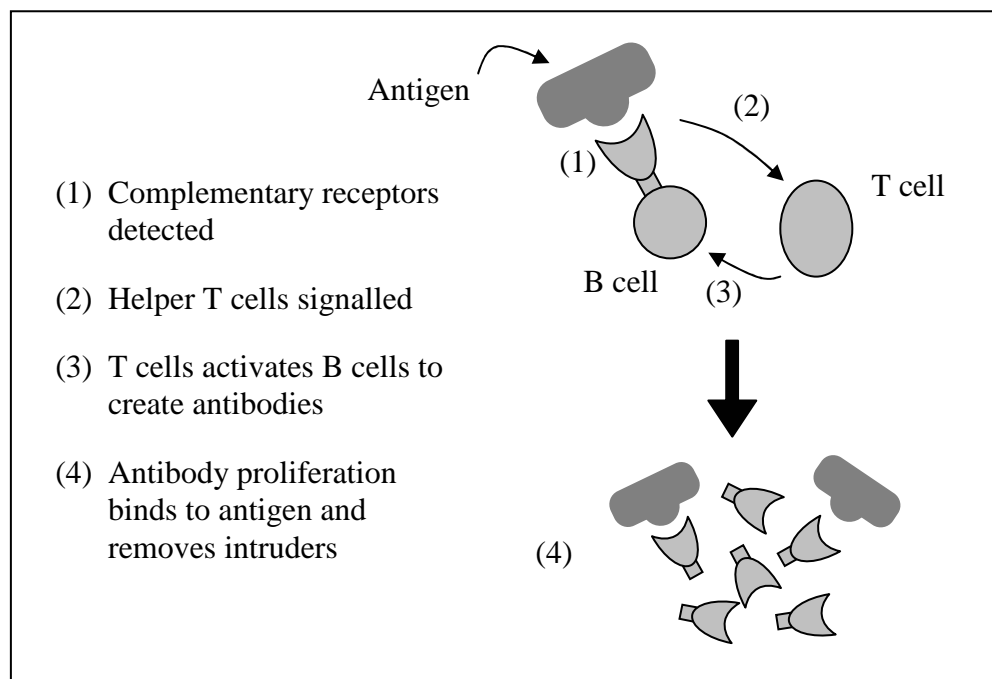 Antigen
(2)
(1)
T cell
B cell
(3)
(1) Complementary receptors
detected
(2) Helper T cells signalled
(3) T cells activates B cells to
create antibodies
(4) Antibody proliferation
binds to antigen and
removes intruders
(4)